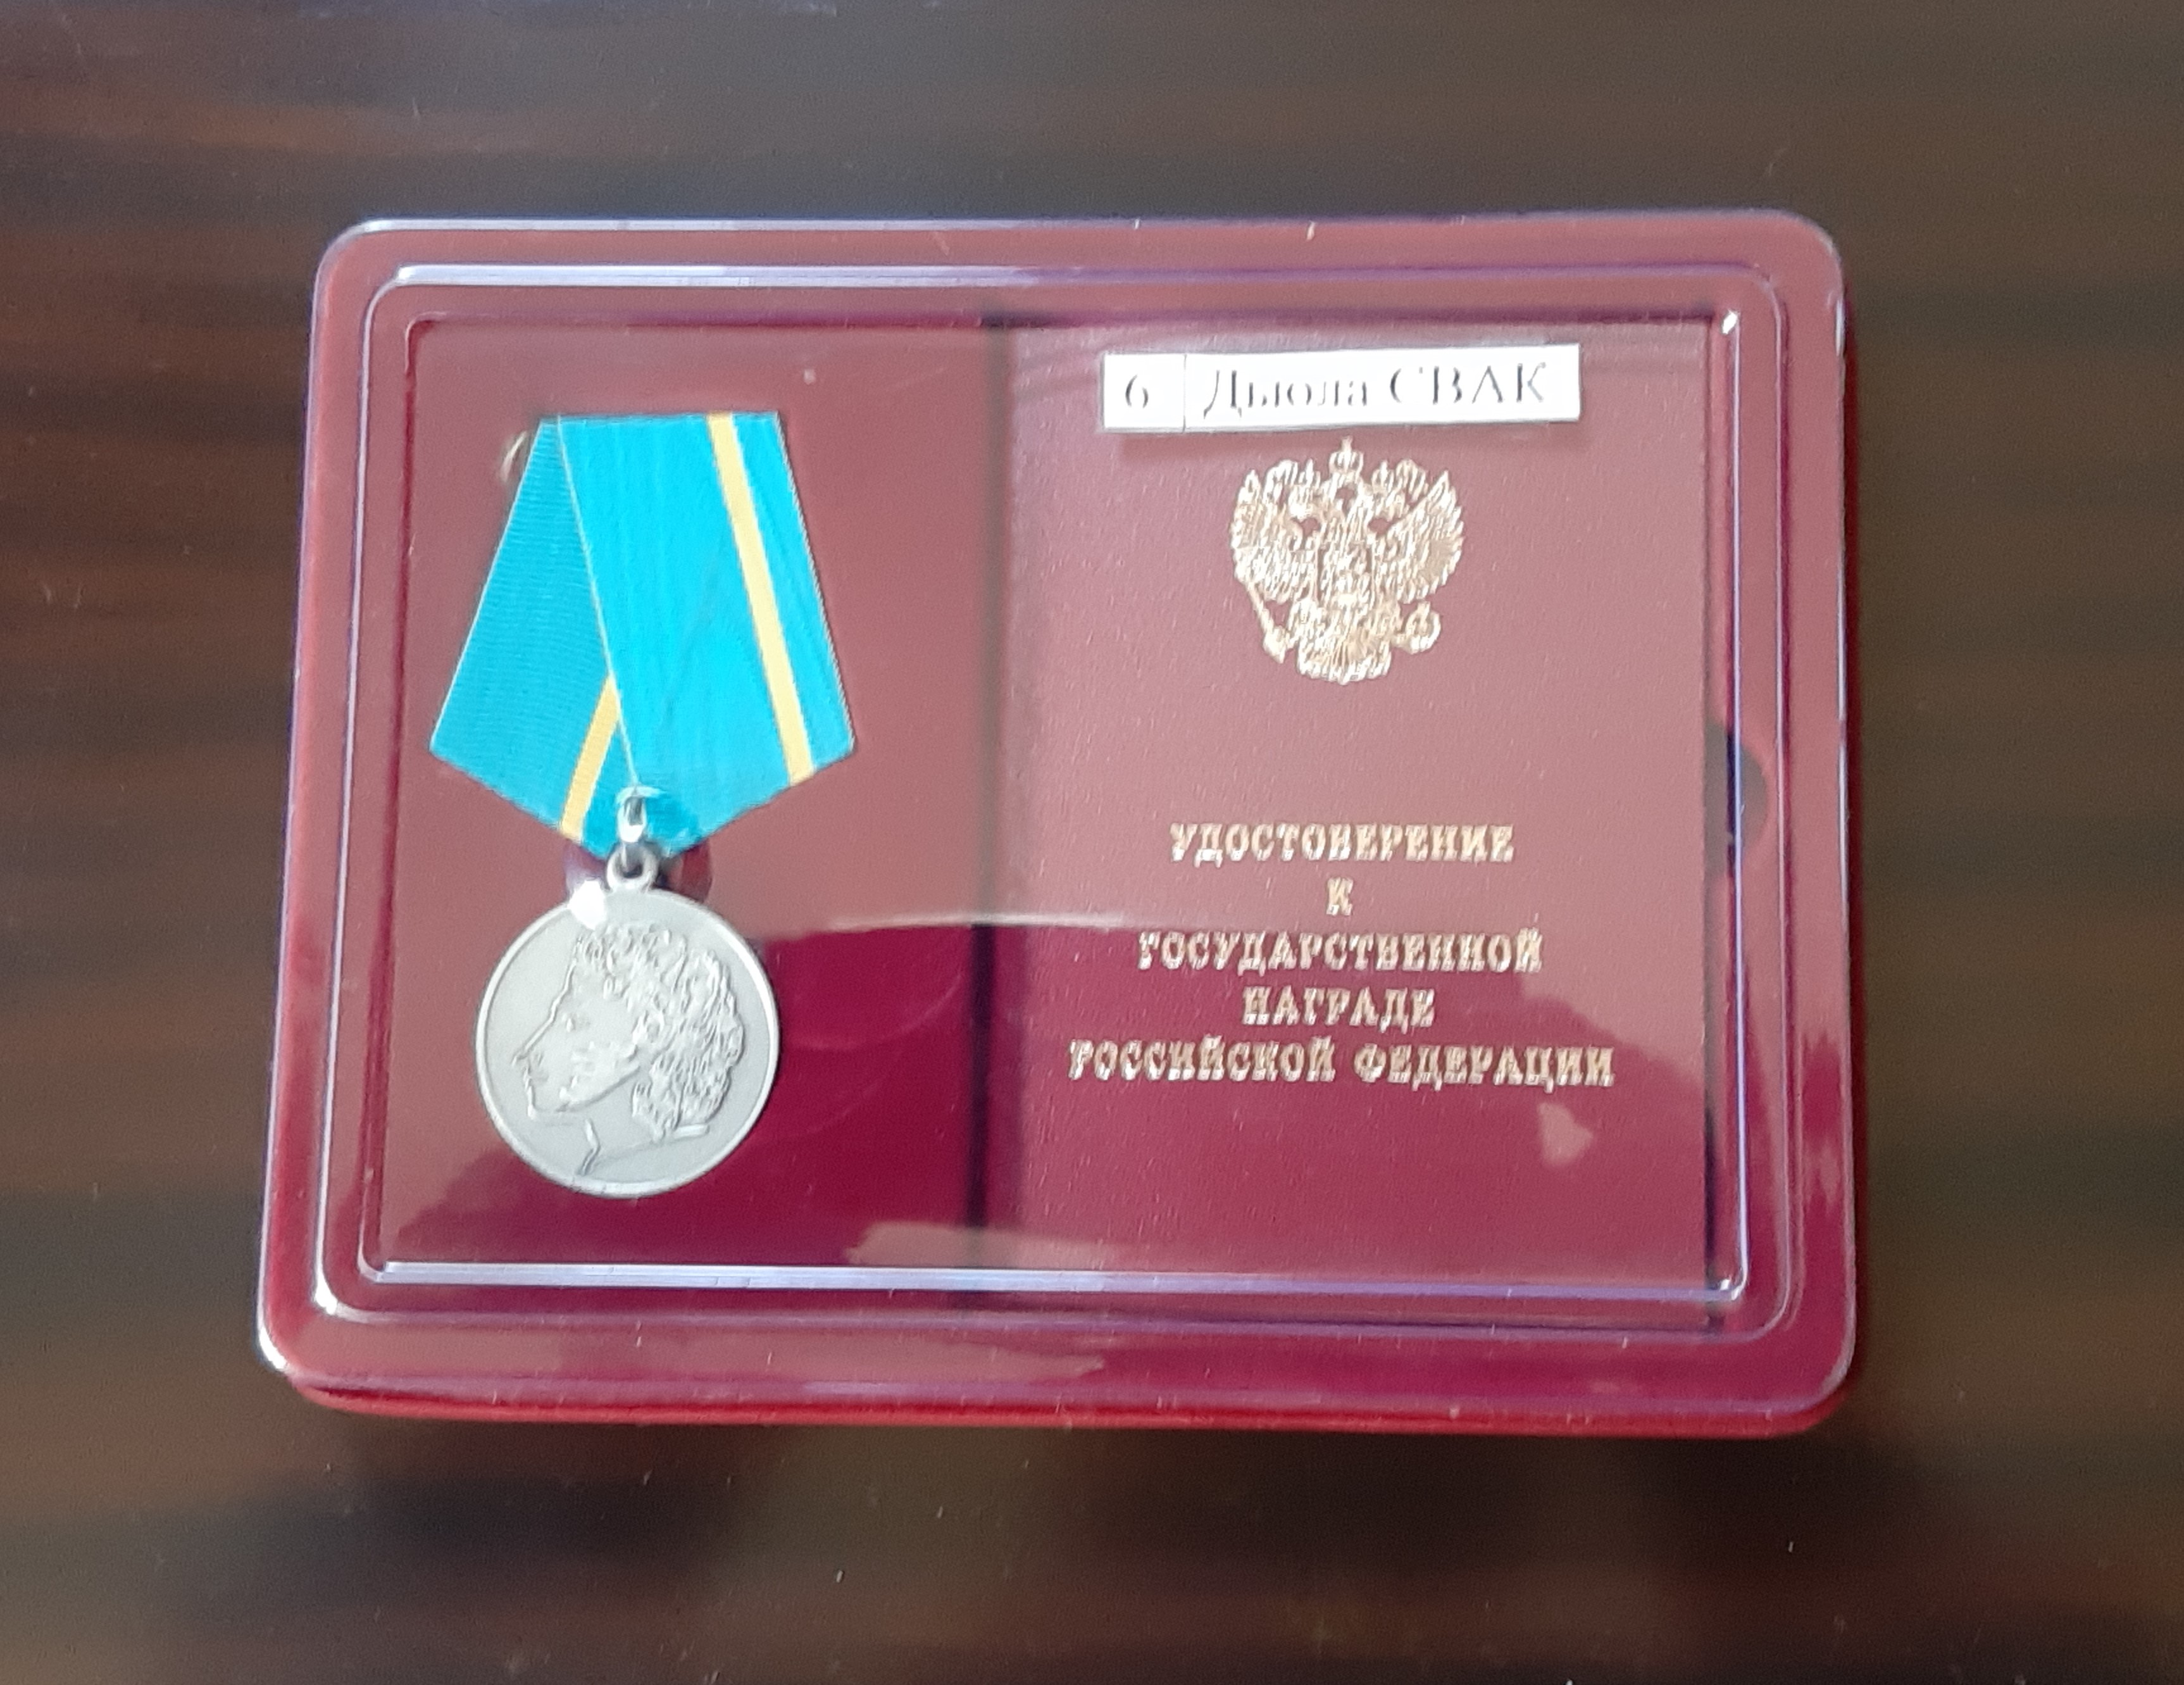 6 Дьюла СВАК
УДОСТОВЕРЕНИЕ
К
ГОСУДАРСТВЕННОЙ
НАГРАДЕ
РОССИЙСКОЙ ФЕДЕРАЦИИ